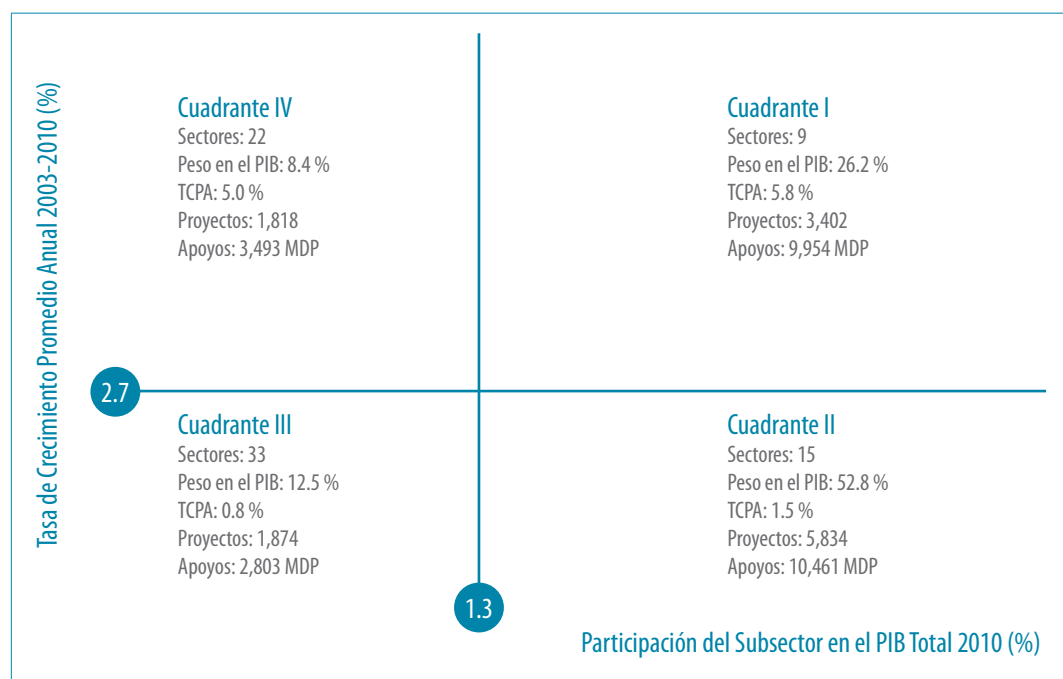 Tasa de Crecimiento Promedio Anual 2003-2010 (%)
Cuadrante IV
Sectores: 22
Peso en el PIB: 8.4 %
TCPA: 5.0 %
Proyectos: 1,818
Apoyos: 3,493 MDP
Cuadrante I
Sectores: 9
Peso en el PIB: 26.2 %
TCPA: 5.8 %
Proyectos: 3,402
Apoyos: 9,954 MDP
2.7
Cuadrante III
Sectores: 33
Peso en el PIB: 12.5 %
TCPA: 0.8 %
Proyectos: 1,874
Apoyos: 2,803 MDP
Cuadrante II
Sectores: 15
Peso en el PIB: 52.8 %
TCPA: 1.5 %
Proyectos: 5,834
Apoyos: 10,461 MDP
1.3
Participación del Subsector en el PIB Total 2010 (%)